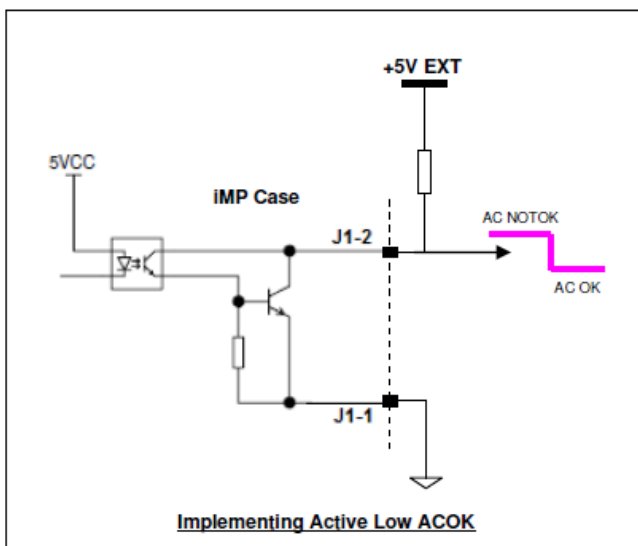 +5V EXT
5VCC
iMP Case
J1-2
AC NOTOK
AC OK
J1-1
Implementing Active Low ACOK